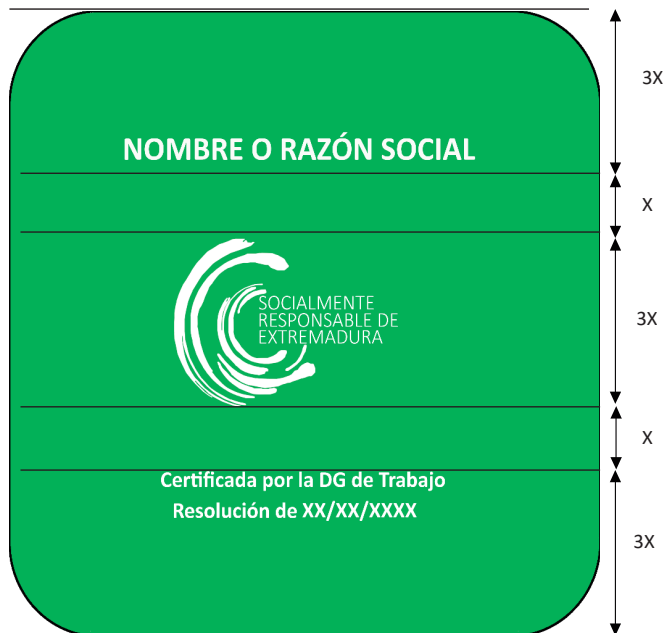 3X
NOMBRE O RAZÓN SOCIAL
X
SOCIALMENTE
RESPONSABLE DE
EXTREMADURA
3X
X
Certificada por la DG de Trabajo
Resolución de XX/XX/XXXX
3X